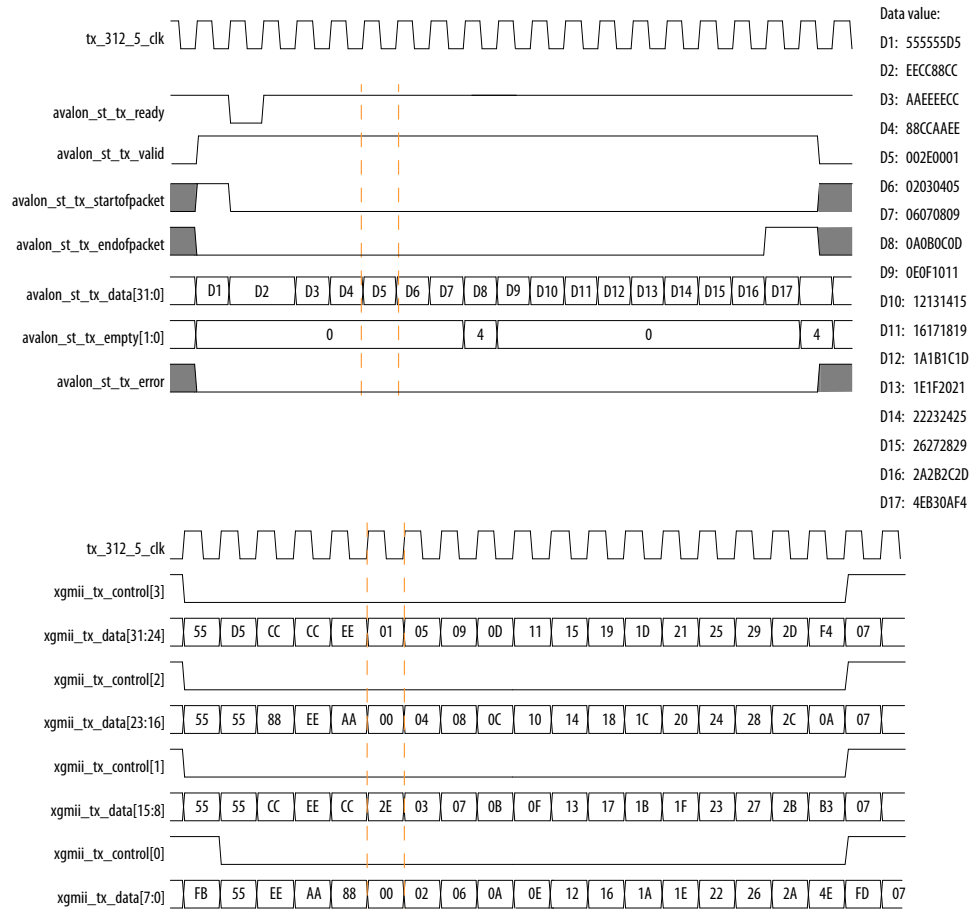 tx_312_5_clk
avalon_st_tx_ready
avalon_st_tx_valid
avalon_st_tx_startofpacket
avalon_st_tx_endofpacket
avalon_st_tx_data[31:0] D1 D2 D3 D4 D5 D6 D7 D8 D9 D10 D11 D12 D13 D14 D15 D16 D17
avalon_st_tx_empty[1:0] 0 4 0 4
avalon_st_tx_error
Data value:
D1: 555555D5
D2: EECC88CC
D3: AAEEEECC
D4: 88CCAAEE
D5: 002E0001
D6: 02030405
D7: 06070809
D8: 0A0B0C0D
D9: 0E0F1011
D10: 12131415
D11: 16171819
D12: 1A1B1C1D
D13: 1E1F2021
D14: 22232425
D15: 26272829
D16: 2A2B2C2D
D17: 4EB30AF4
tx_312_5_clk
xgmii_tx_control[3]
xgmii_tx_data[31:24] 55 D5 CC CC EE 01 05 09 0D 11 15 19 1D 21 25 29 2D F4 07
xgmii_tx_control[2]
xgmii_tx_data[23:16] 55 55 88 EE AA 00 04 08 0C 10 14 18 1C 20 24 28 2C 0A 07
xgmii_tx_control[1]
xgmii_tx_data[15:8] 55 55 CC EE CC 2E 03 07 0B 0F 13 17 1B 1F 23 27 2B B3 07
xgmii_tx_control[0]
xgmii_tx_data[7:0] FB 55 EE AA 88 00 02 06 0A 0E 12 16 1A 1E 22 26 2A 4E FD 07